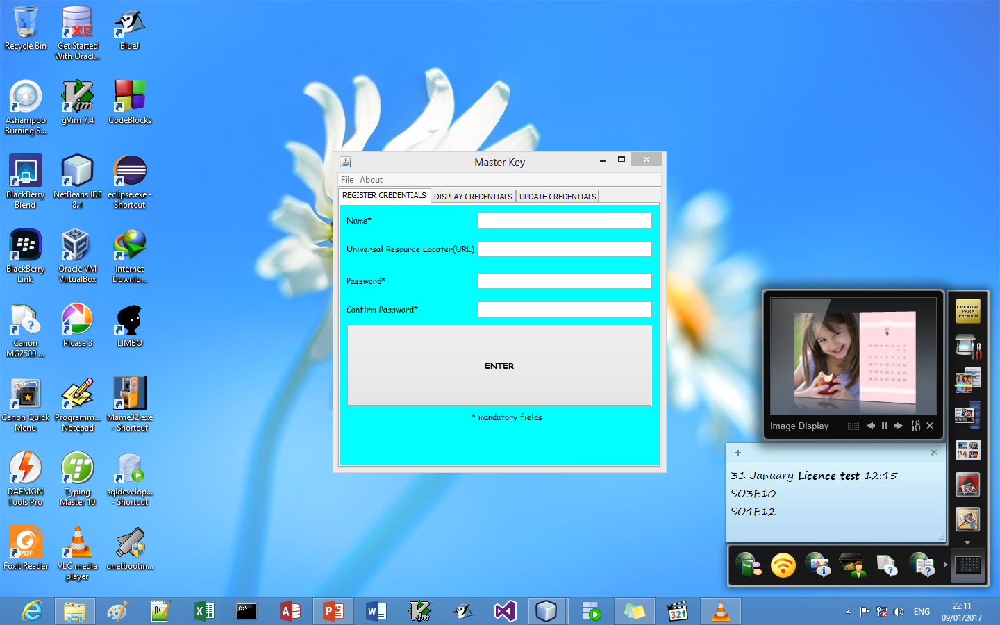 Recycle Bin
Get Started
With Oracl...
BlueJ
Ashampoo
Burning S...
gVim 7.4
CodeBlocks
BlackBerry
Blend
NetBeans IDE
8.1
eclipse.exe -
Shortcut
BlackBerry
Link
Oracle VM
VirtualBox
Internet
Downlo...
Canon
MG2500 ...
Picasa 3
LIMBO
Canon Quick
Menu
Programm...
Notepad
Mame32.exe
- Shortcut
DAEMON
Tools Pro
Typing
Master 10
sqldevelop...
- Shortcut
Foxit Reader
VLC media
player
unetbootin...
Master Key
File About
REGISTER CREDENTIALS
DISPLAY CREDENTIALS
UPDATE CREDENTIALS
Name*
Universal Resource Locater(URL)
Password*
Confirm Password*
ENTER
* mandatory fields
CREATIVE
PARK
PREMIUM
9
Image Display
31 January Licence test 12:45
S03E10
S04E12
ENG
22:11
09/01/2017